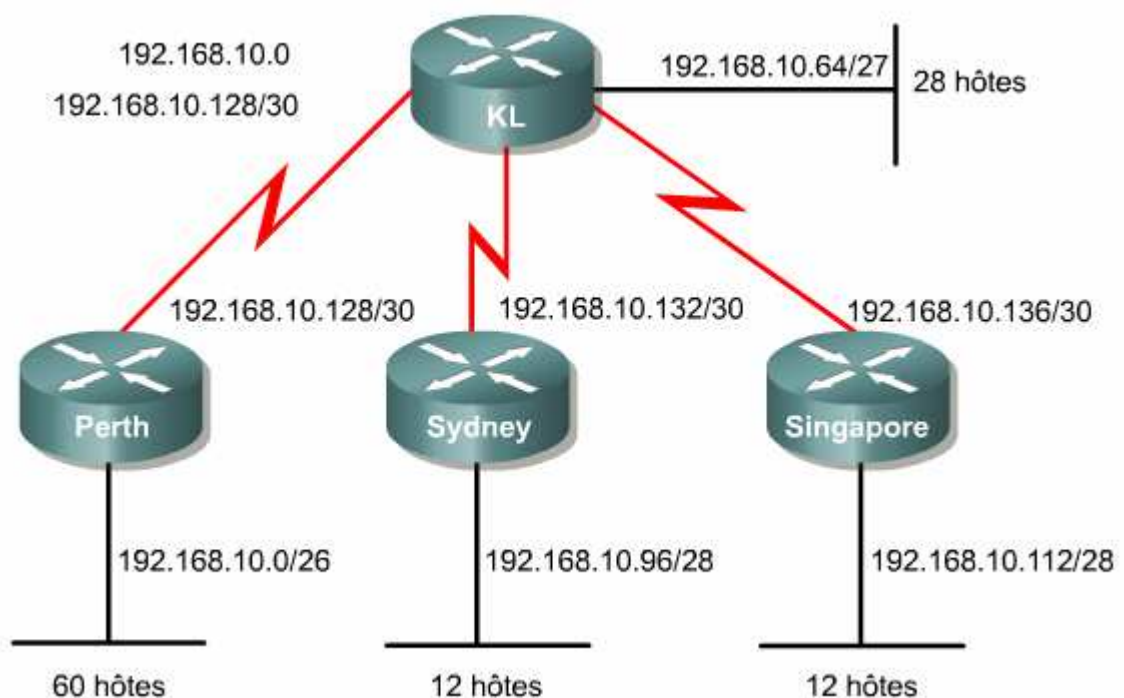 192.168.10.0
192.168.10.128/30
KL
192.168.10.64/27
28 hôtes
192.168.10.128/30
192.168.10.132/30
192.168.10.136/30
Perth
Sydney
Singapore
192.168.10.0/26
192.168.10.96/28
192.168.10.112/28
60 hôtes
12 hôtes
12 hôtes